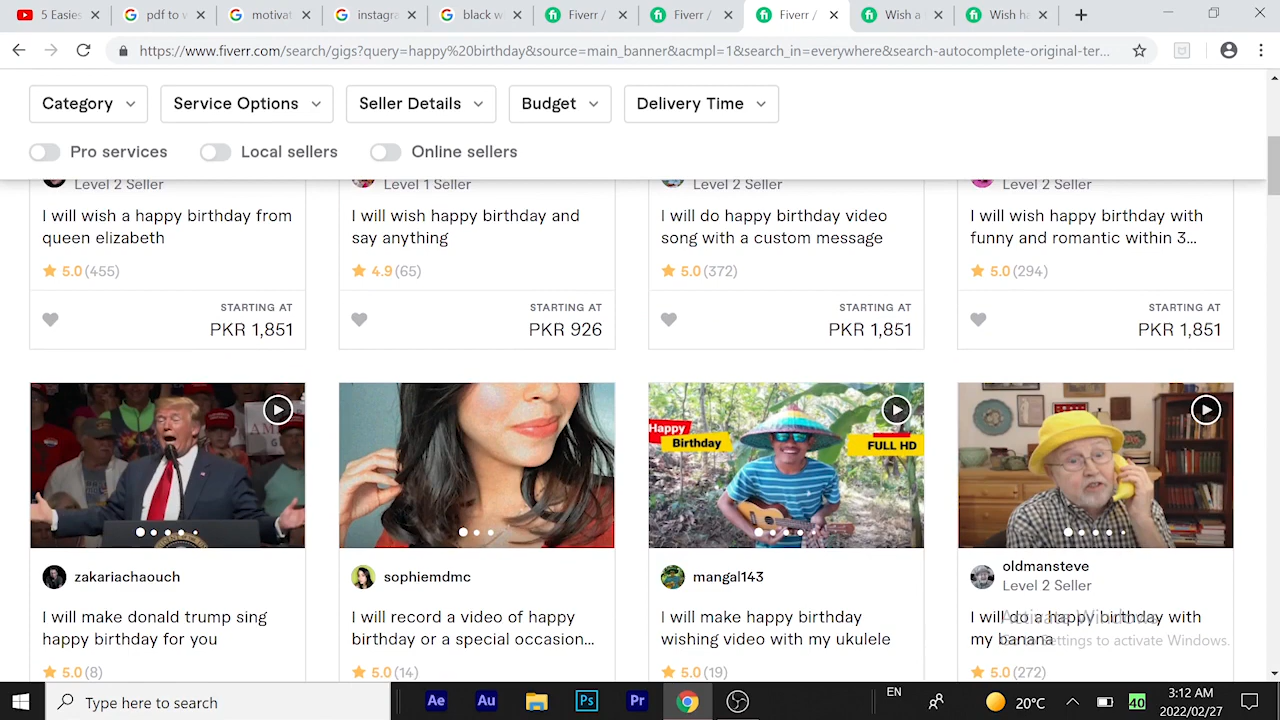 5 Easies
pdf to v
motivat
instagra
black w
Fiverr /
Fiverr /
Fiverr /
Wish a
Wish ha
https://www.fiverr.com/search/gigs?query=happy%20birthday&source=main_banner&acmpl=1&search_in=everywhere&search-autocomplete-original-ter...
Category
Service Options
Seller Details
Budget
Delivery Time
Pro services
Local sellers
Online sellers
Level 2 Seller
Level 1 Seller
Level 2 Seller
Level 2 Seller
I will wish a happy birthday from
queen elizabeth
I will wish happy birthday and
say anything
I will do happy birthday video
song with a custom message
I will wish happy birthday with
funny and romantic within 3...
5.0 (455)
4.9 (65)
5.0 (372)
5.0 (294)
STARTING AT
PKR 1,851
STARTING AT
PKR 926
STARTING AT
PKR 1,851
STARTING AT
PKR 1,851
Happy
Birthday
FULL HD
zakariachaouch
sophiemdmc
mangal143
oldmansteve
Level 2 Seller
I will make donald trump sing
happy birthday for you
I will record a video of happy
birthday or a special occasion...
I will make happy birthday
wishing video with my ukulele
I will do a happy birthday with
my banana
5.0 (8)
5.0 (14)
5.0 (19)
5.0 (272)
Activate Windows
Go to Settings to activate Windows.
Type here to search
Ae
Au
Ps
Pr
EN
20°C
40
3:12 AM
2022/02/27